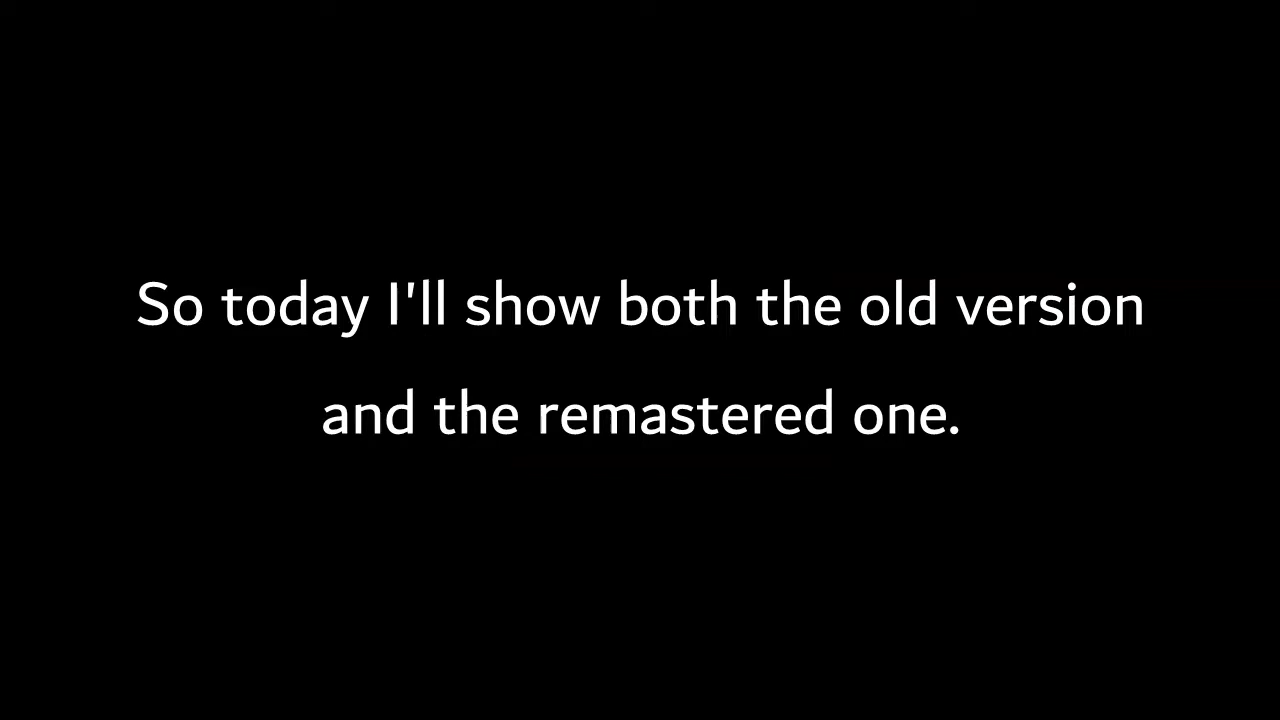 So today I'll show both the old version
and the remastered one.